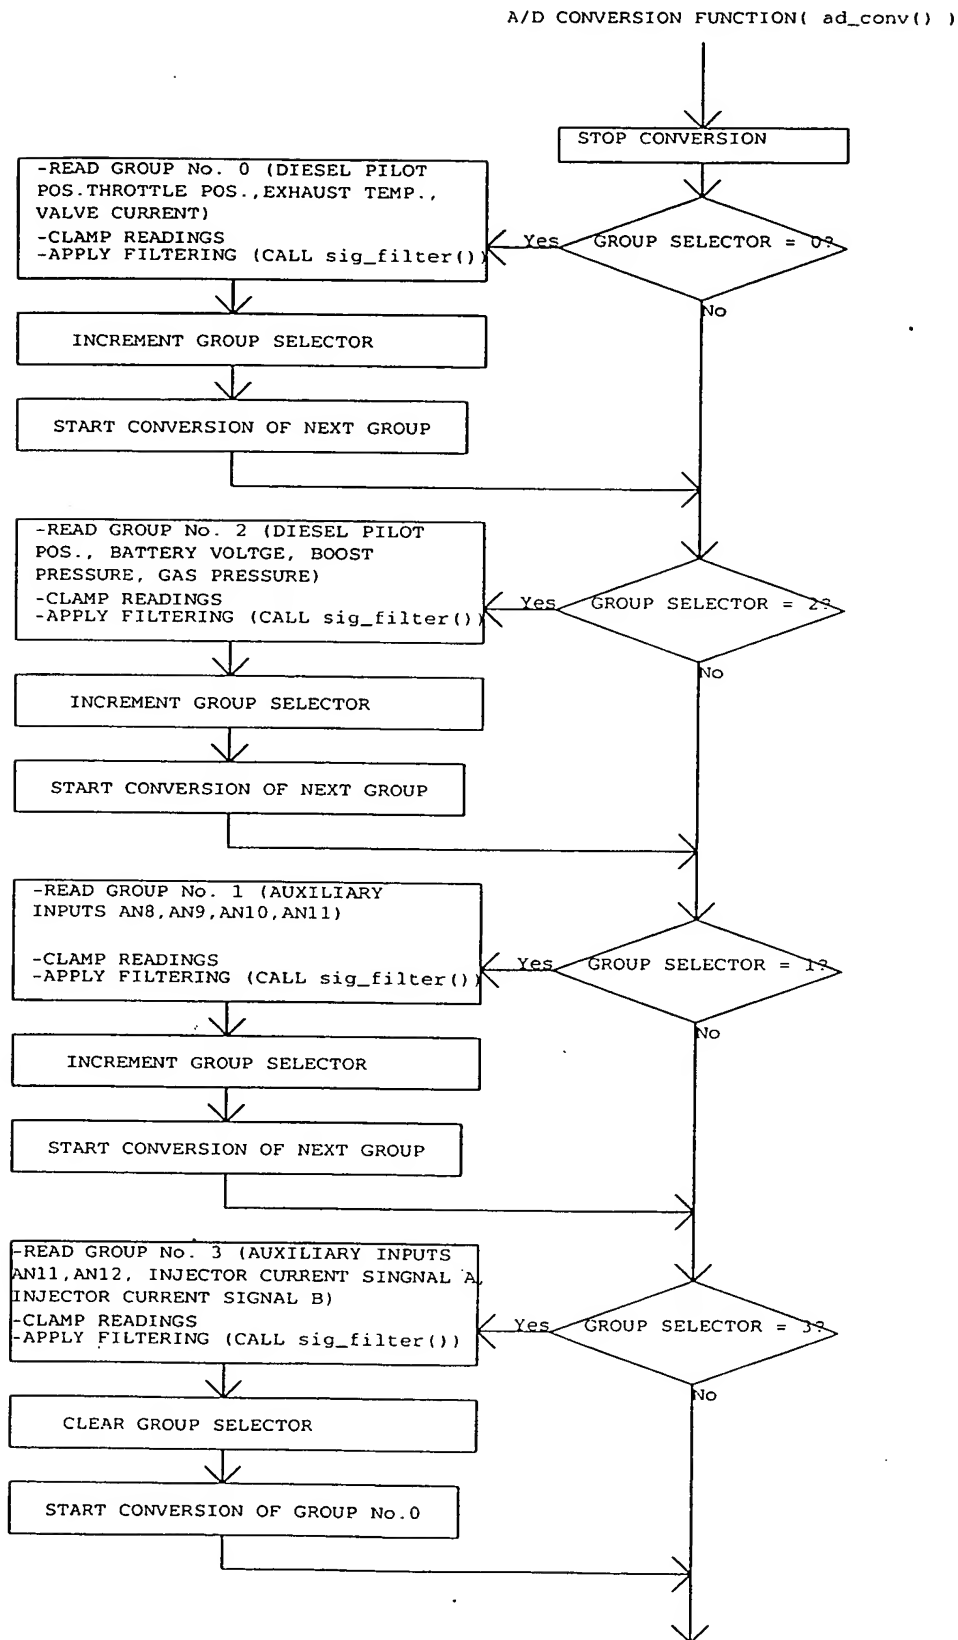 A/D CONVERSION FUNCTION( ad_conv() )
STOP CONVERSION
GROUP SELECTOR = 0?
Yes
No
-READ GROUP No. 0 (DIESEL PILOT
POS.THROTTLE POS.,EXHAUST TEMP.,
VALVE CURRENT)
-CLAMP READINGS
-APPLY FILTERING (CALL sig_filter())
INCREMENT GROUP SELECTOR
START CONVERSION OF NEXT GROUP
GROUP SELECTOR = 2?
Yes
No
-READ GROUP No. 2 (DIESEL PILOT
POS., BATTERY VOLTGE, BOOST
PRESSURE, GAS PRESSURE)
-CLAMP READINGS
-APPLY FILTERING (CALL sig_filter())
INCREMENT GROUP SELECTOR
START CONVERSION OF NEXT GROUP
GROUP SELECTOR = 1?
Yes
No
-READ GROUP No. 1 (AUXILIARY
INPUTS AN8,AN9,AN10,AN11)
-CLAMP READINGS
-APPLY FILTERING (CALL sig_filter())
INCREMENT GROUP SELECTOR
START CONVERSION OF NEXT GROUP
GROUP SELECTOR = 3?
Yes
No
-READ GROUP No. 3 (AUXILIARY INPUTS
AN11,AN12, INJECTOR CURRENT SINGNAL A,
INJECTOR CURRENT SIGNAL B)
-CLAMP READINGS
-APPLY FILTERING (CALL sig_filter())
CLEAR GROUP SELECTOR
START CONVERSION OF GROUP No.0